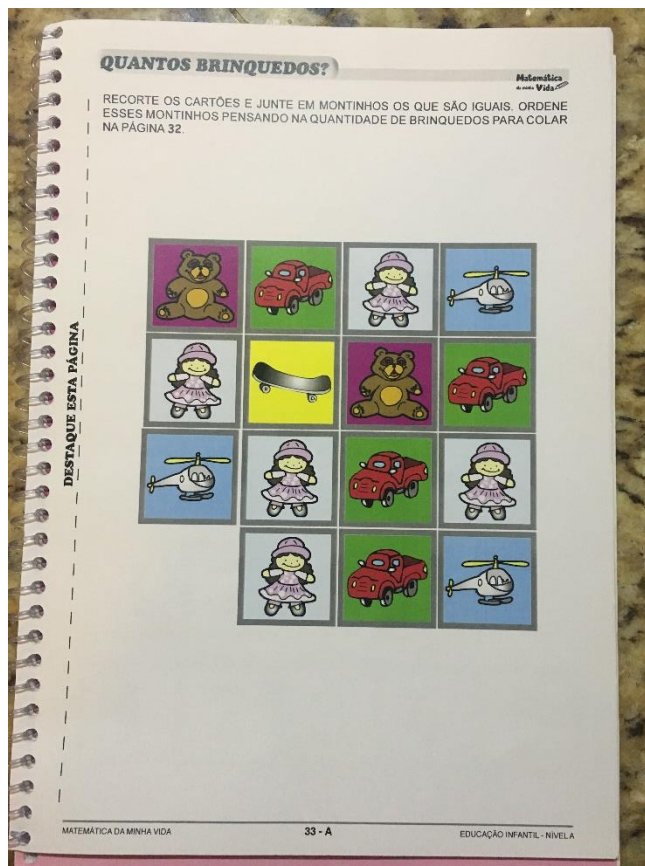 QUANTOS BRINQUEDOS?
Matemática
da minha Vida
RECORTE OS CARTÕES E JUNTE EM MONTINHOS OS QUE SÃO IGUAIS. ORDENE
ESSES MONTINHOS PENSANDO NA QUANTIDADE DE BRINQUEDOS PARA COLAR
NA PÁGINA 32.
DESTAQUE ESTA PÁGINA
MATEMÁTICA DA MINHA VIDA
33 - A
EDUCAÇÃO INFANTIL - NÍVEL A